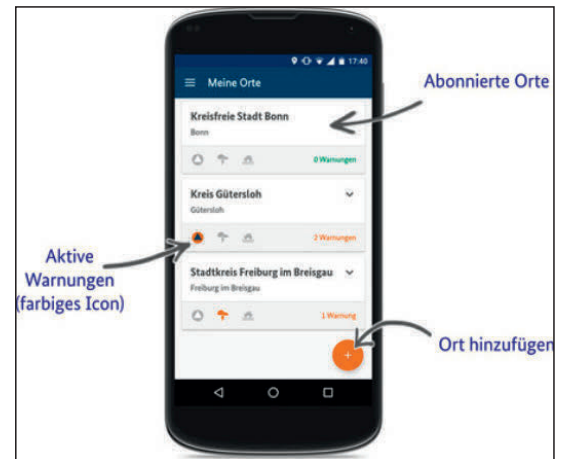 17:40
Meine Orte
Abonnierte Orte
Kreisfreie Stadt Bonn
Bonn
0 Warnungen
Kreis Gütersloh
Gütersloh
2 Warnungen
Aktive
Warnungen
(farbiges Icon)
Stadtkreis Freiburg im Breisgau
Freiburg im Breisgau
1 Warnung
+
Ort hinzufügen